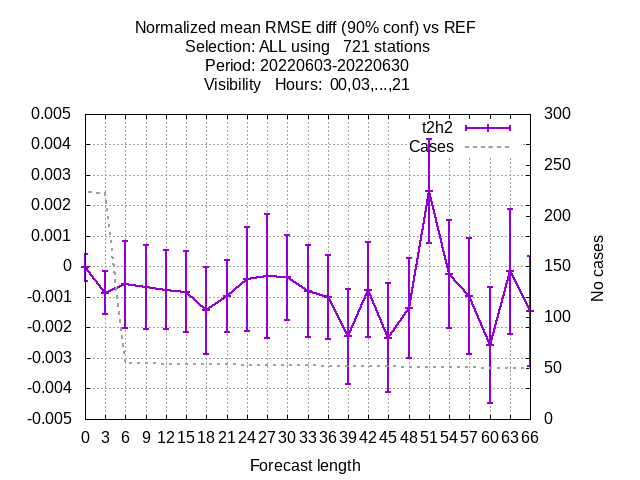 Normalized mean RMSE diff (90% conf) vs REF
Selection: ALL using   721 stations
Period: 20220603-20220630
Visibility   Hours:  00,03,...,21
t2h2
Cases
0.005
0.004
0.003
0.002
0.001
0
-0.001
-0.002
-0.003
-0.004
-0.005
300
250
200
150
100
50
0
No cases
0 3 6 9 12 15 18 21 24 27 30 33 36 39 42 45 48 51 54 57 60 63 66
Forecast length